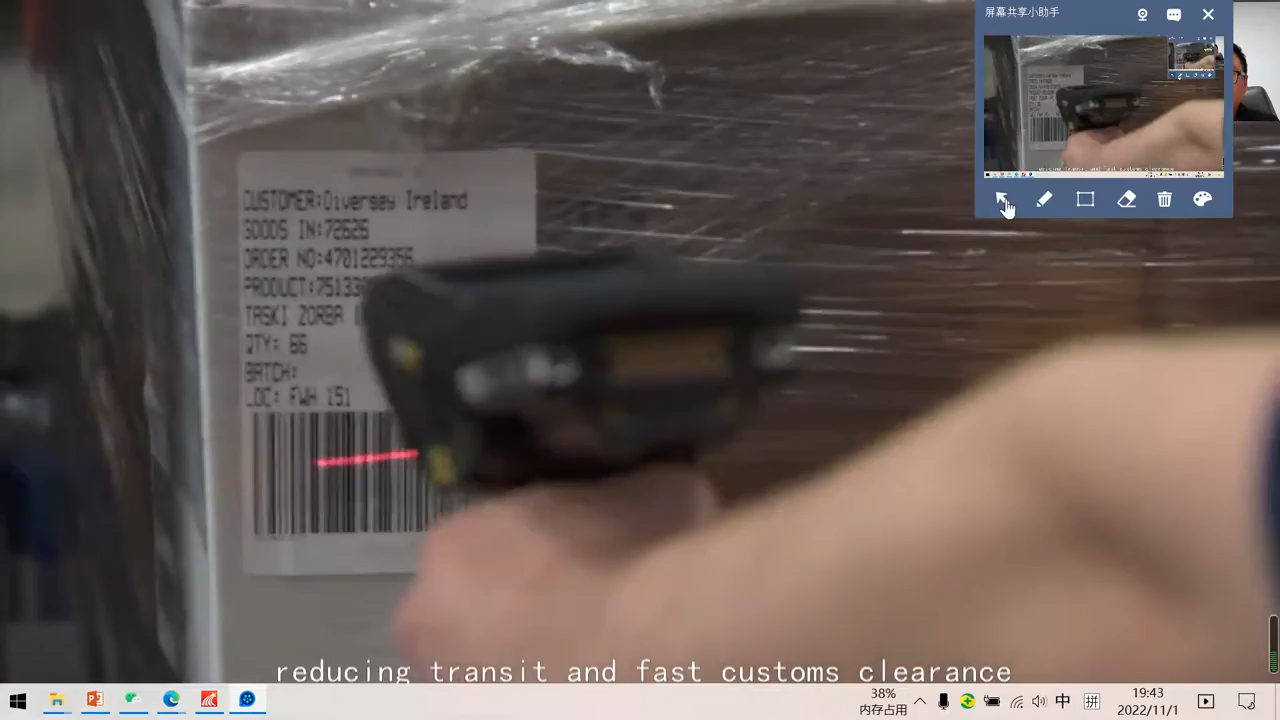 屏幕共享小助手
CUSTOMER:Diversey Ireland
GOODS IN:72626
ORDER NO:4701229356
PRODUCT:75133
TASKI ZORBA
QTY: 66
BATCH:
LOC: FWH 151
reducing transit and fast customs clearance
38%
内存占用
中
拼
19:43
2022/11/1